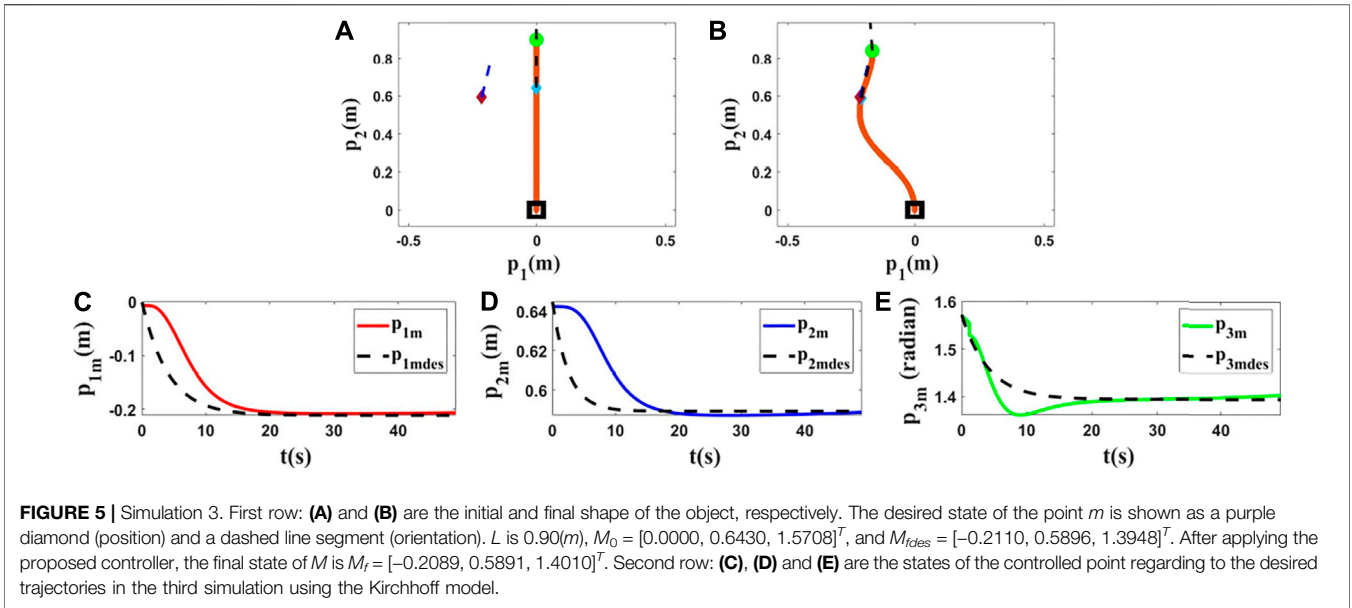 A
B
p2(m)
0.8
0.6
0.4
0.2
0
-0.5
0
0.5
p1(m)
p2(m)
0.8
0.6
0.4
0.2
0
-0.5
0
0.5
p1(m)
C
D
E
p1m(m)
0
-0.1
-0.2
0
10
20
30
40
t(s)
p1m
p1mdes
p2m(m)
0.64
0.62
0.6
0
10
20
30
40
t(s)
p2m
p2mdes
p3m (radian)
1.6
1.5
1.4
0
10
20
30
40
t(s)
p3m
p3mdes
FIGURE 5 | Simulation 3. First row: (A) and (B) are the initial and final shape of the object, respectively. The desired state of the point m is shown as a purple
diamond (position) and a dashed line segment (orientation). L is 0.90(m), M0 = [0.0000, 0.6430, 1.5708]^T, and Mfdes = [−0.2110, 0.5896, 1.3948]^T. After applying the
proposed controller, the final state of M is Mf = [−0.2089, 0.5891, 1.4010]^T. Second row: (C), (D) and (E) are the states of the controlled point regarding to the desired
trajectories in the third simulation using the Kirchhoff model.